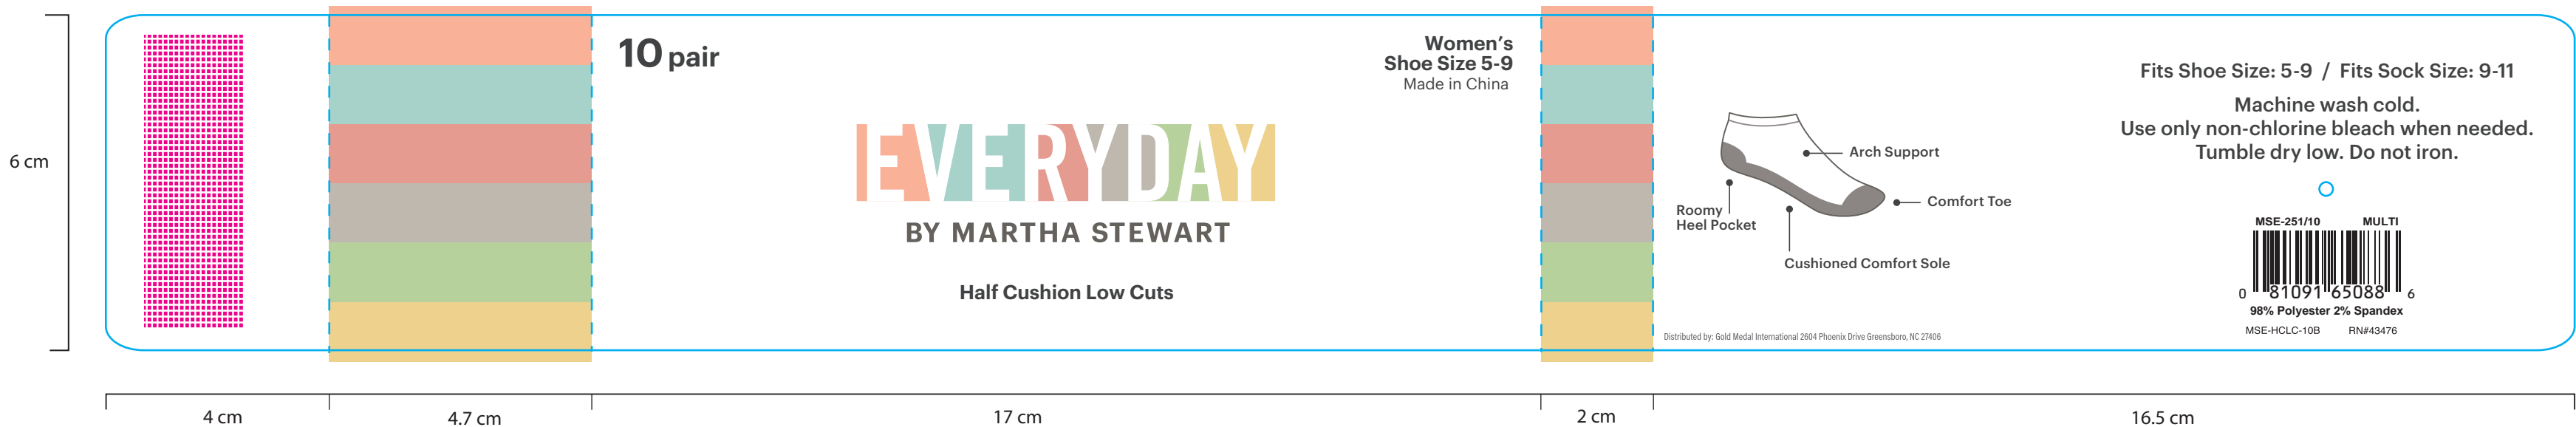 6 cm
10 pair
Women's
Shoe Size 5-9
Made in China
EVERYDAY
BY MARTHA STEWART
Half Cushion Low Cuts
Arch Support
Comfort Toe
Roomy
Heel Pocket
Cushioned Comfort Sole
Distributed by: Gold Medal International 2604 Phoenix Drive Greensboro, NC 27406
Fits Shoe Size: 5-9 / Fits Sock Size: 9-11
Machine wash cold.
Use only non-chlorine bleach when needed.
Tumble dry low. Do not iron.
MSE-251/10 MULTI
0 81091 65088 6
98% Polyester 2% Spandex
MSE-HCLC-10B RN#43476
4 cm 4.7 cm 17 cm 2 cm 16.5 cm